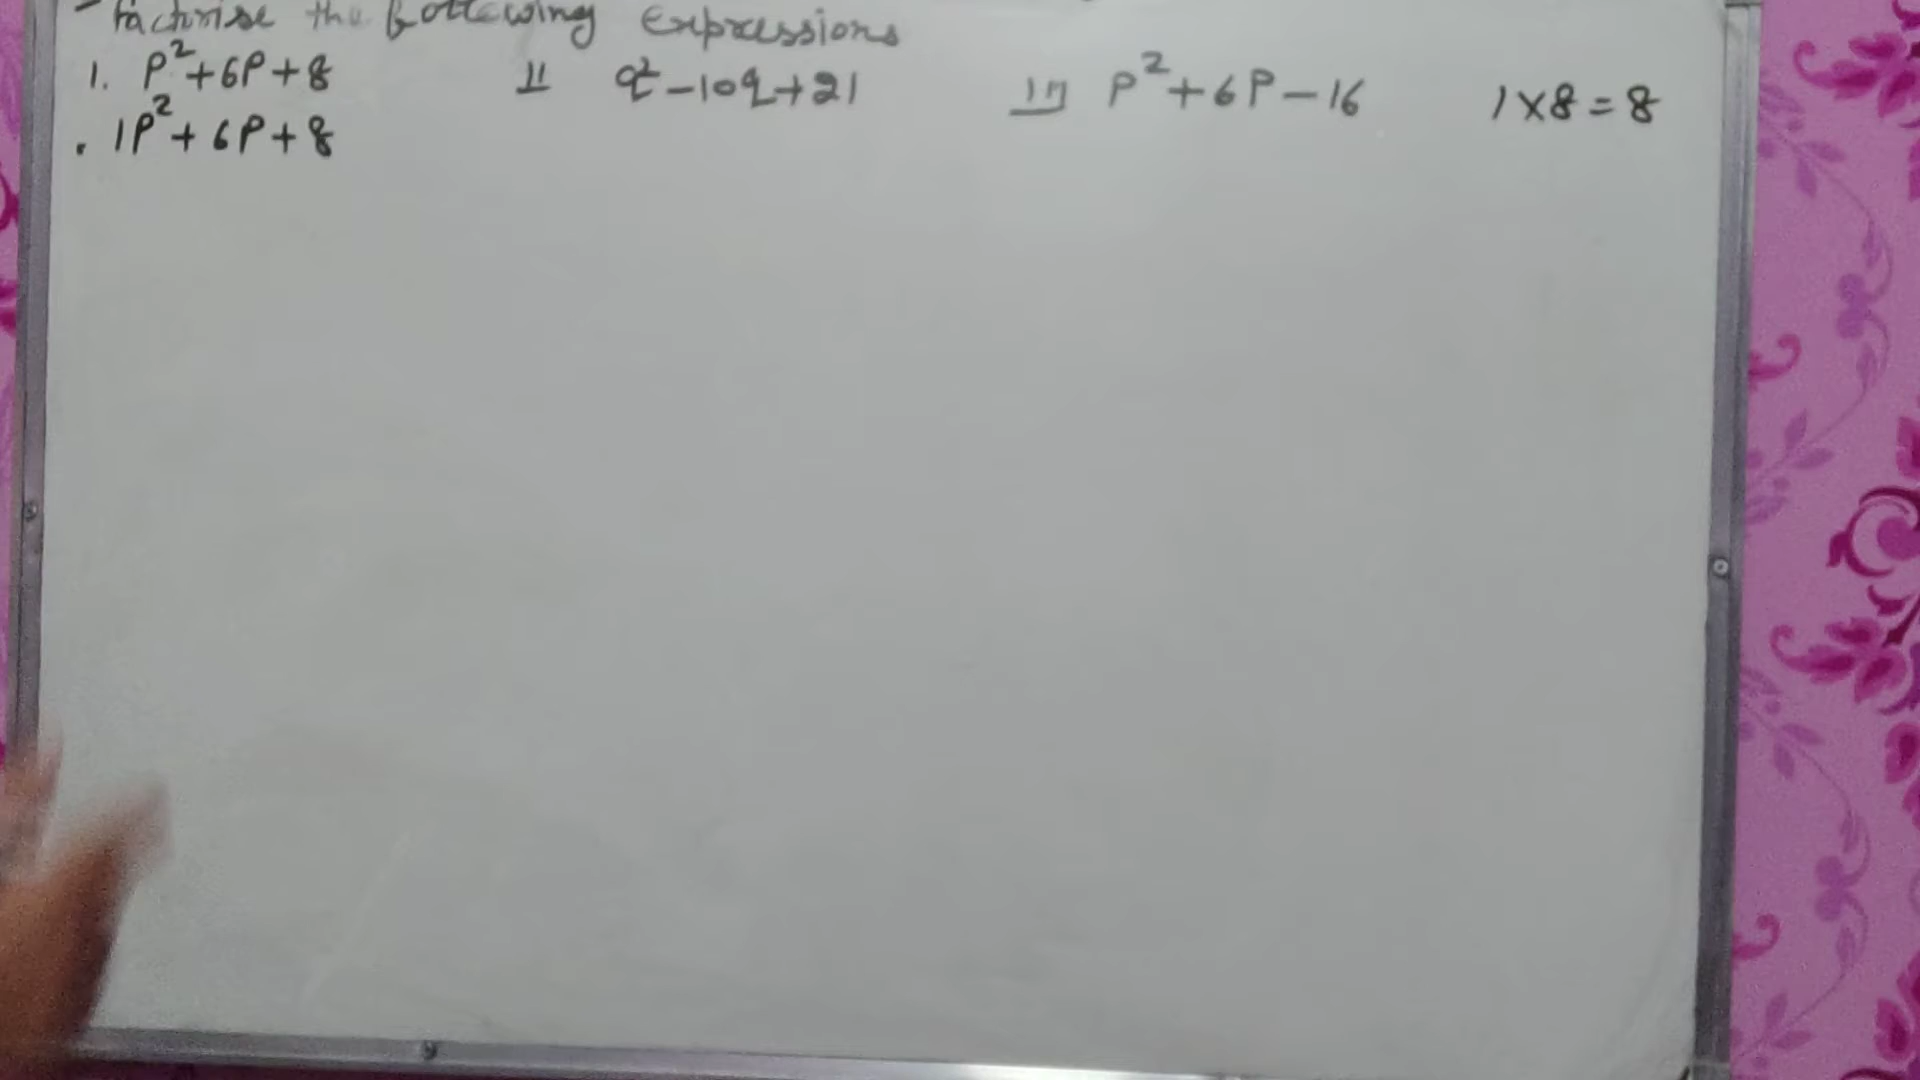 Factorise the following Expressions
1. P²+6P+8 II q²-10q+21 III P²+6P-16 1×8=8
. 1P²+6P+8